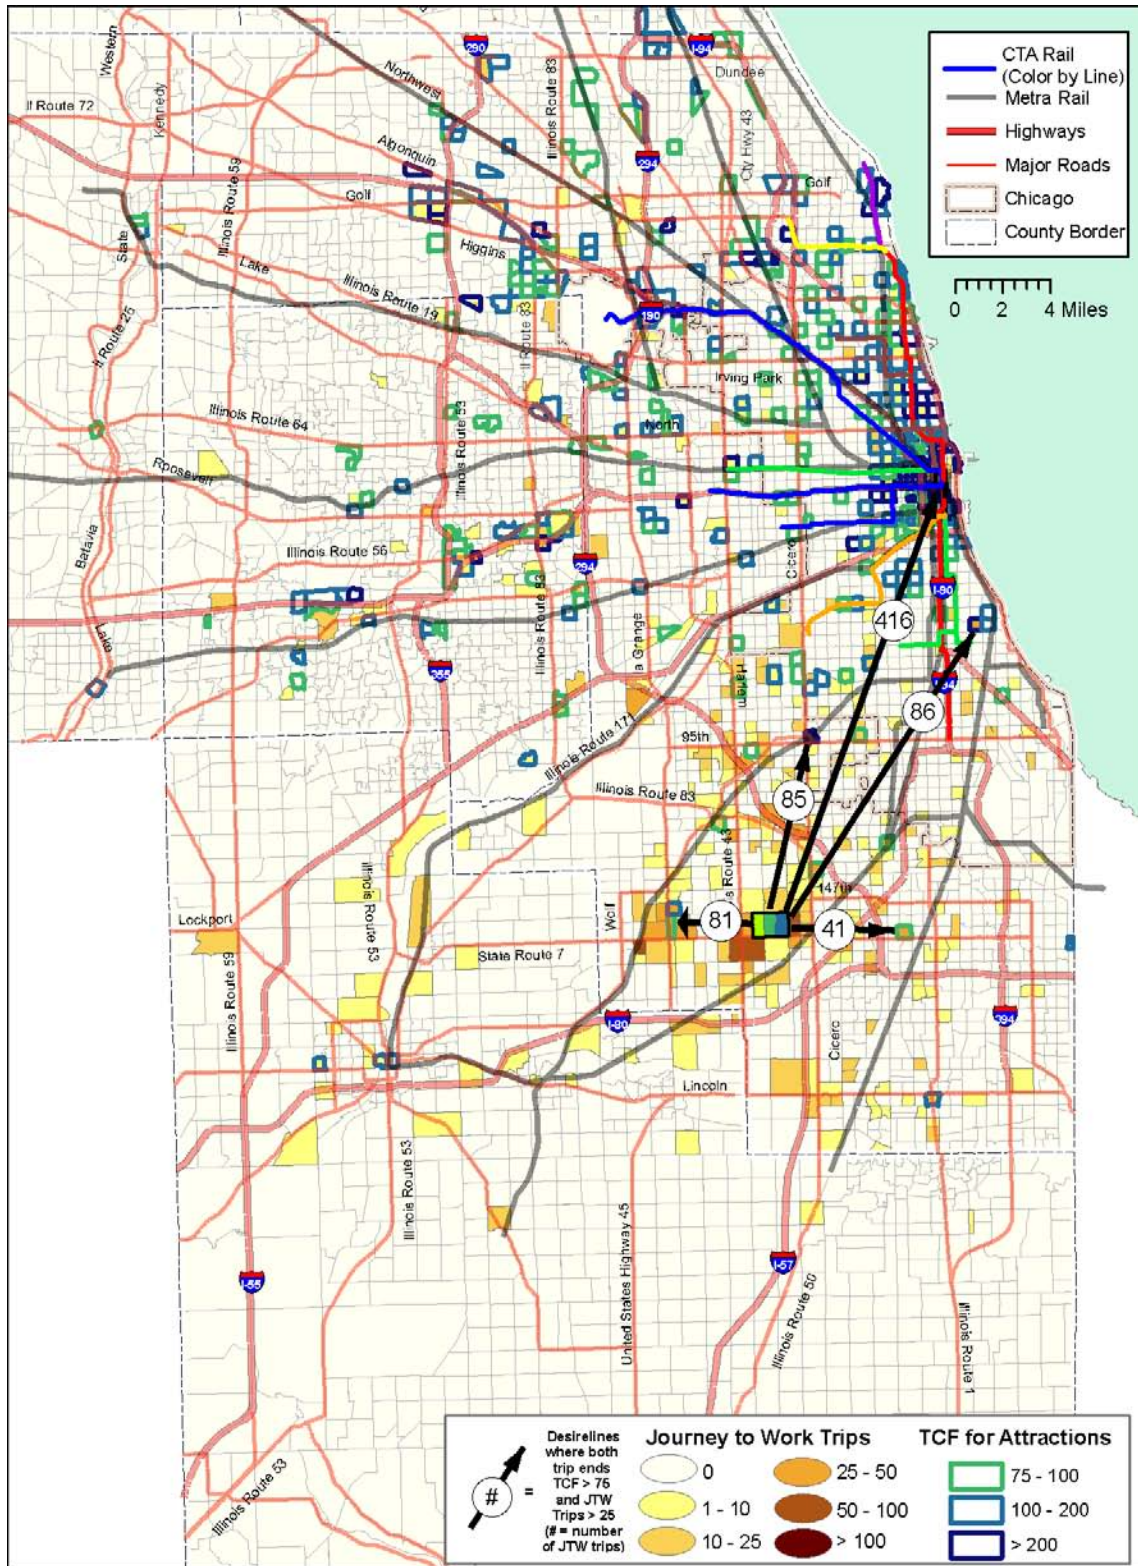 290
I-94
Dundee
Western
Kennedy
Northwest
Illinois Route 83
Il Route 72
Algonquin
Illinois Route 59
294
Cty Hwy 43
Golf
Golf
State
Higgins
Lake
Illinois Route 19
190
Il Route 83
Il Route 25
Irving Park
Illinois Route 64
Illinois Route 53
North
Roosevelt
Batavia
Illinois Route 56
294
Illinois Route 83
Cicero
I-90
416
Lake
355
la Grange
Harlem
I-94
86
Illinois Route 171
95th
85
Illinois Route 83
Illinois Route 53
147th
Lockport
Wolf
81
41
State Route 7
Illinois Route 59
I-80
Cicero
394
Lincoln
Illinois Route 53
United States Highway 45
I-57
I-55
Illinois Route 50
Illinois Route 1
Illinois Route 53
CTA Rail
(Color by Line)
Metra Rail
Highways
Major Roads
Chicago
County Border
0 2 4 Miles
#
=
Desirelines
where both
trip ends
TCF > 75
and JTW
Trips > 25
(# = number
of JTW trips)
Journey to Work Trips
0
1 - 10
10 - 25
25 - 50
50 - 100
> 100
TCF for Attractions
75 - 100
100 - 200
> 200